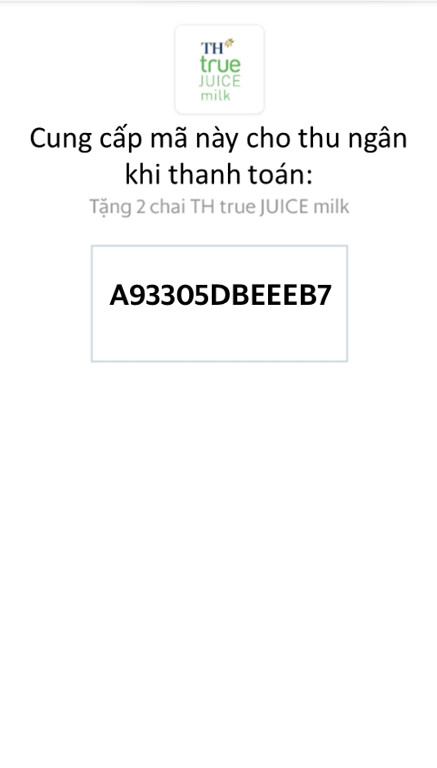 TH
true
JUICE
milk
Cung cấp mã này cho thu ngân
khi thanh toán:
Tặng 2 chai TH true JUICE milk
A93305DBEEEB7